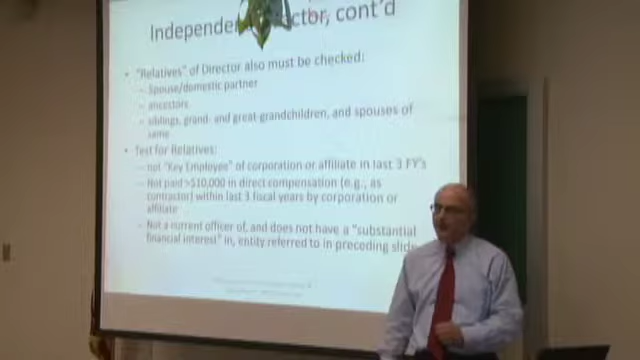 Independent Director, cont'd
• "Relatives" of Director also must be checked:
– Spouse/domestic partner
– ancestors
– siblings, grand- and great-grandchildren, and spouses of
same
• Test for Relatives:
– not "Key Employee" of corporation or affiliate in last 3 FY's
– Not paid >$10,000 in direct compensation (e.g., as
contractor) within last 3 fiscal years by corporation or
affiliate
– Not a current officer of, and does not have a "substantial
financial interest" in, entity referred to in preceding slide